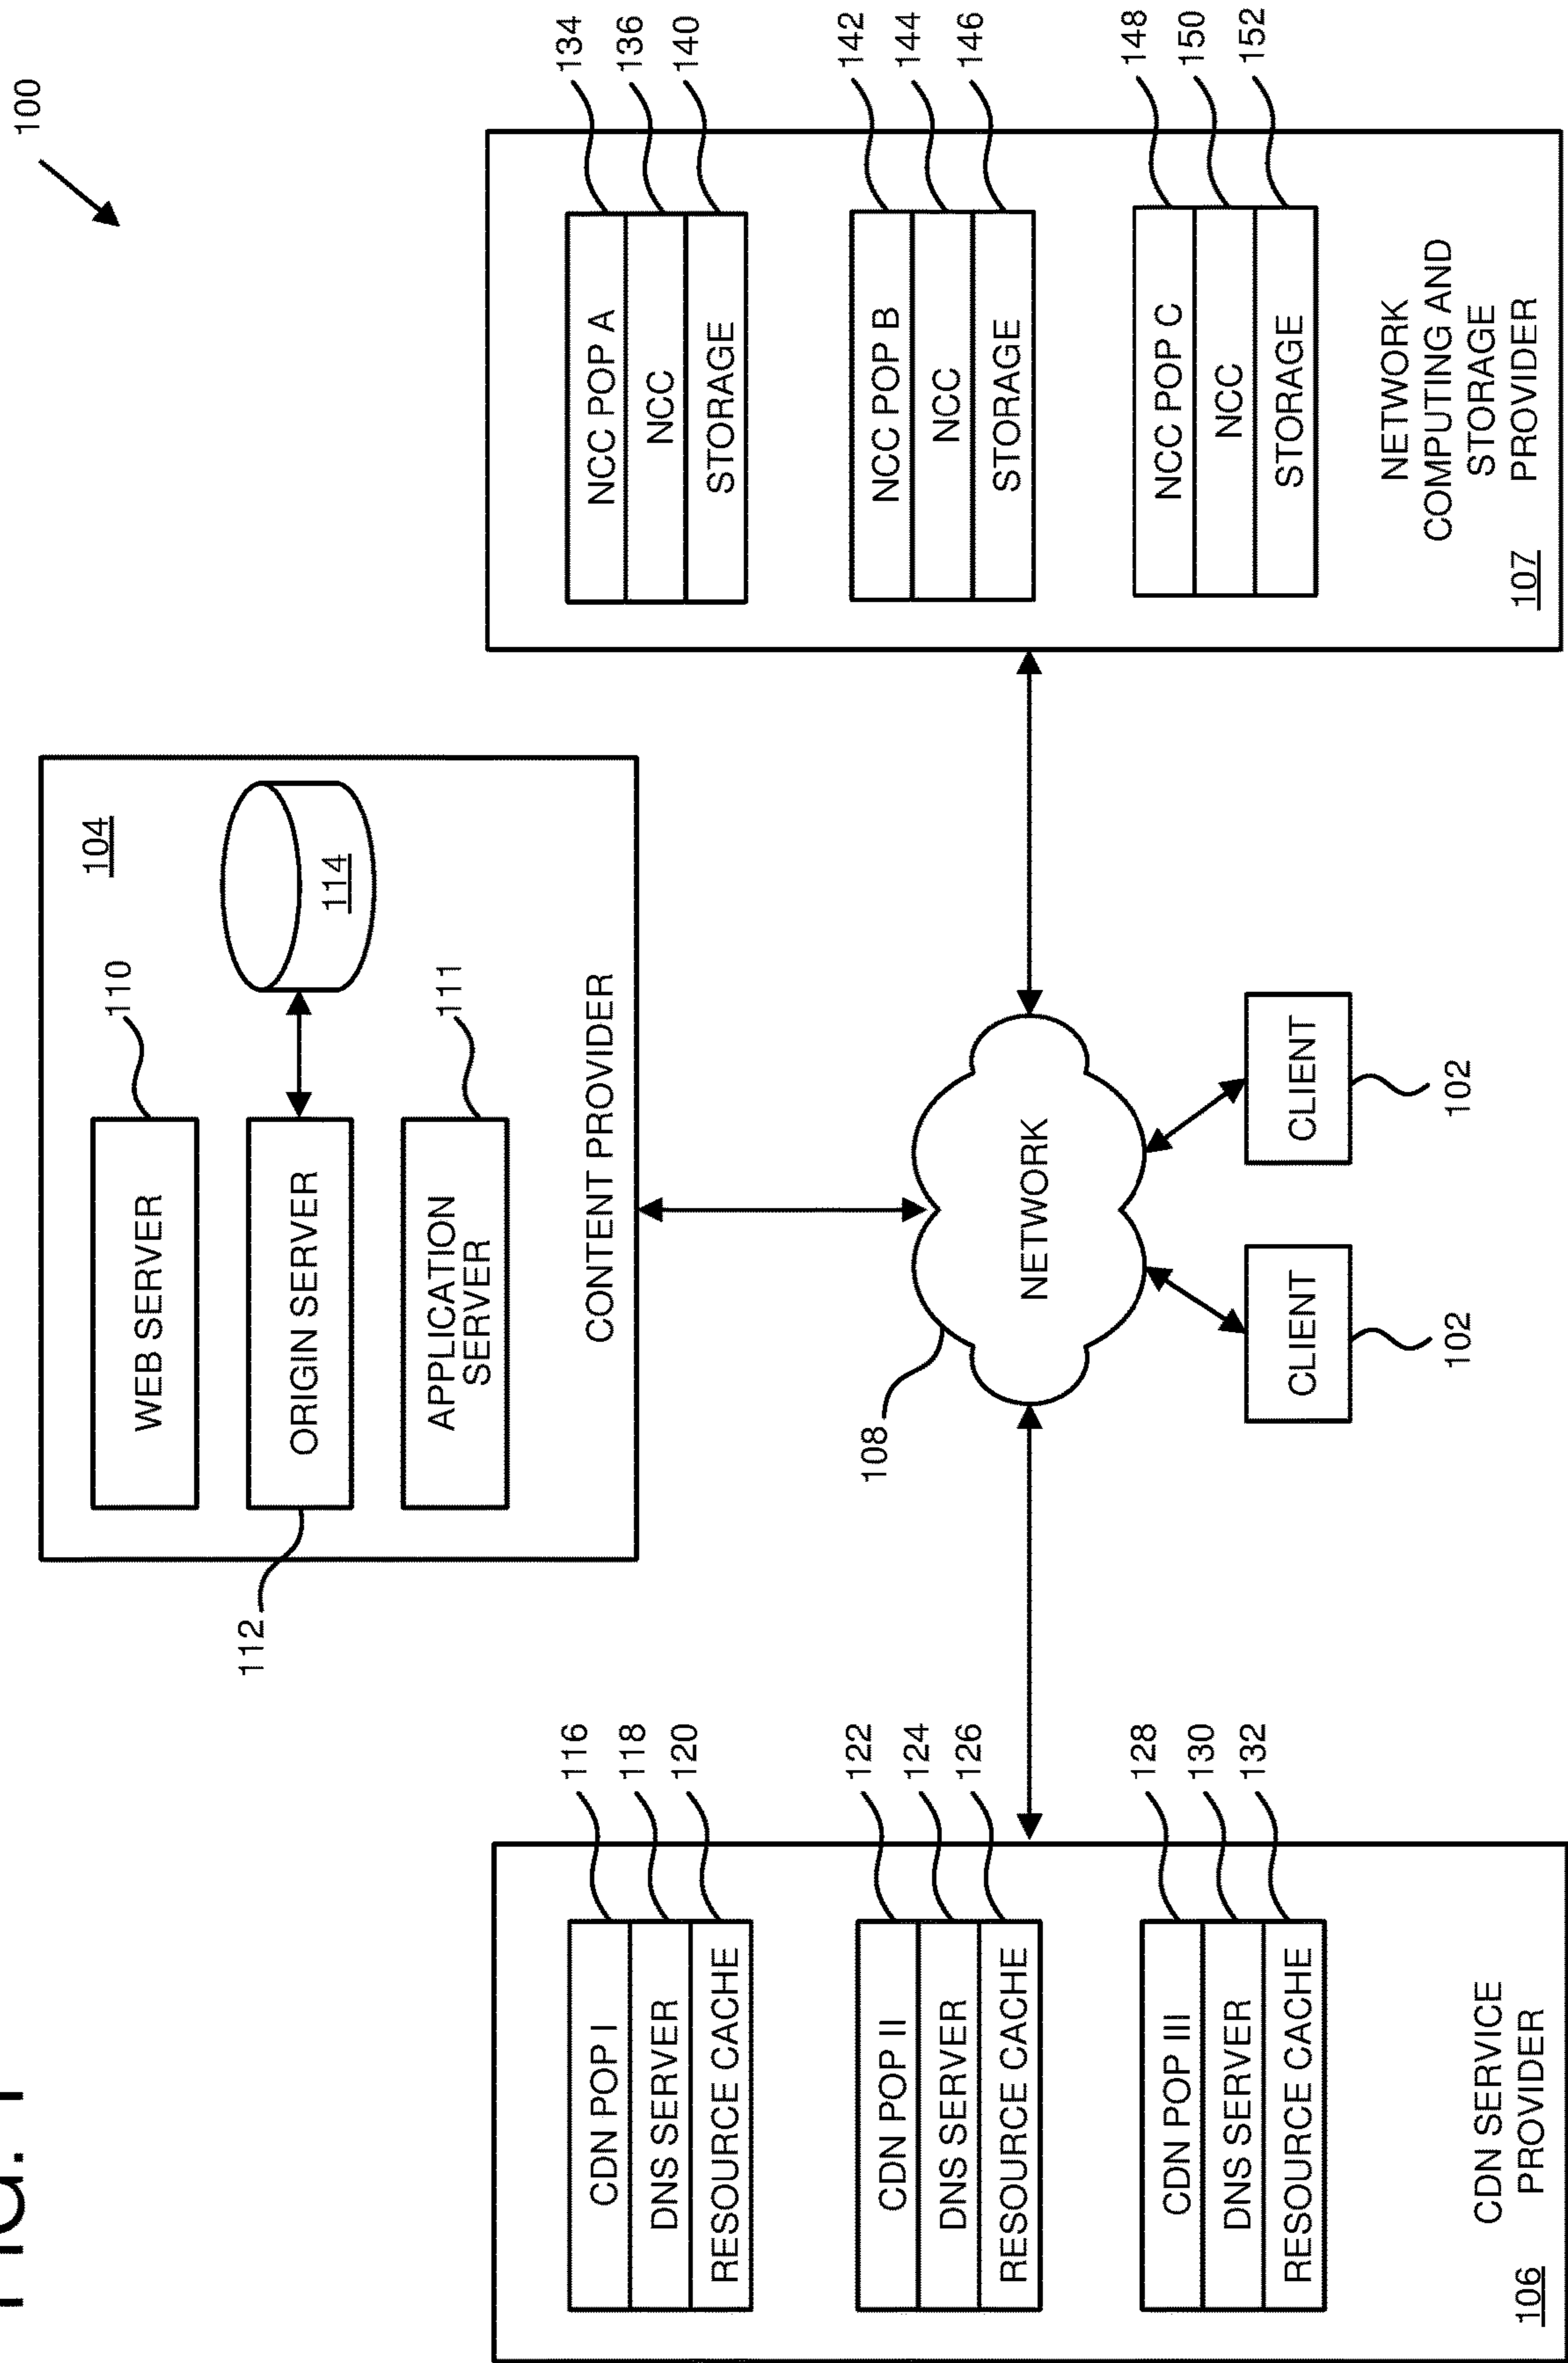 FIG. 1
100
104
110
WEB SERVER
114
ORIGIN SERVER
112
111
APPLICATION
SERVER
CONTENT PROVIDER
116
118
120
CDN POP I
DNS SERVER
RESOURCE CACHE
122
124
126
CDN POP II
DNS SERVER
RESOURCE CACHE
128
130
132
CDN POP III
DNS SERVER
RESOURCE CACHE
CDN SERVICE
PROVIDER
106
108
NETWORK
CLIENT
102
CLIENT
102
134
136
140
NCC POP A
NCC
STORAGE
142
144
146
NCC POP B
NCC
STORAGE
148
150
152
NCC POP C
NCC
STORAGE
NETWORK
COMPUTING AND
STORAGE
PROVIDER
107